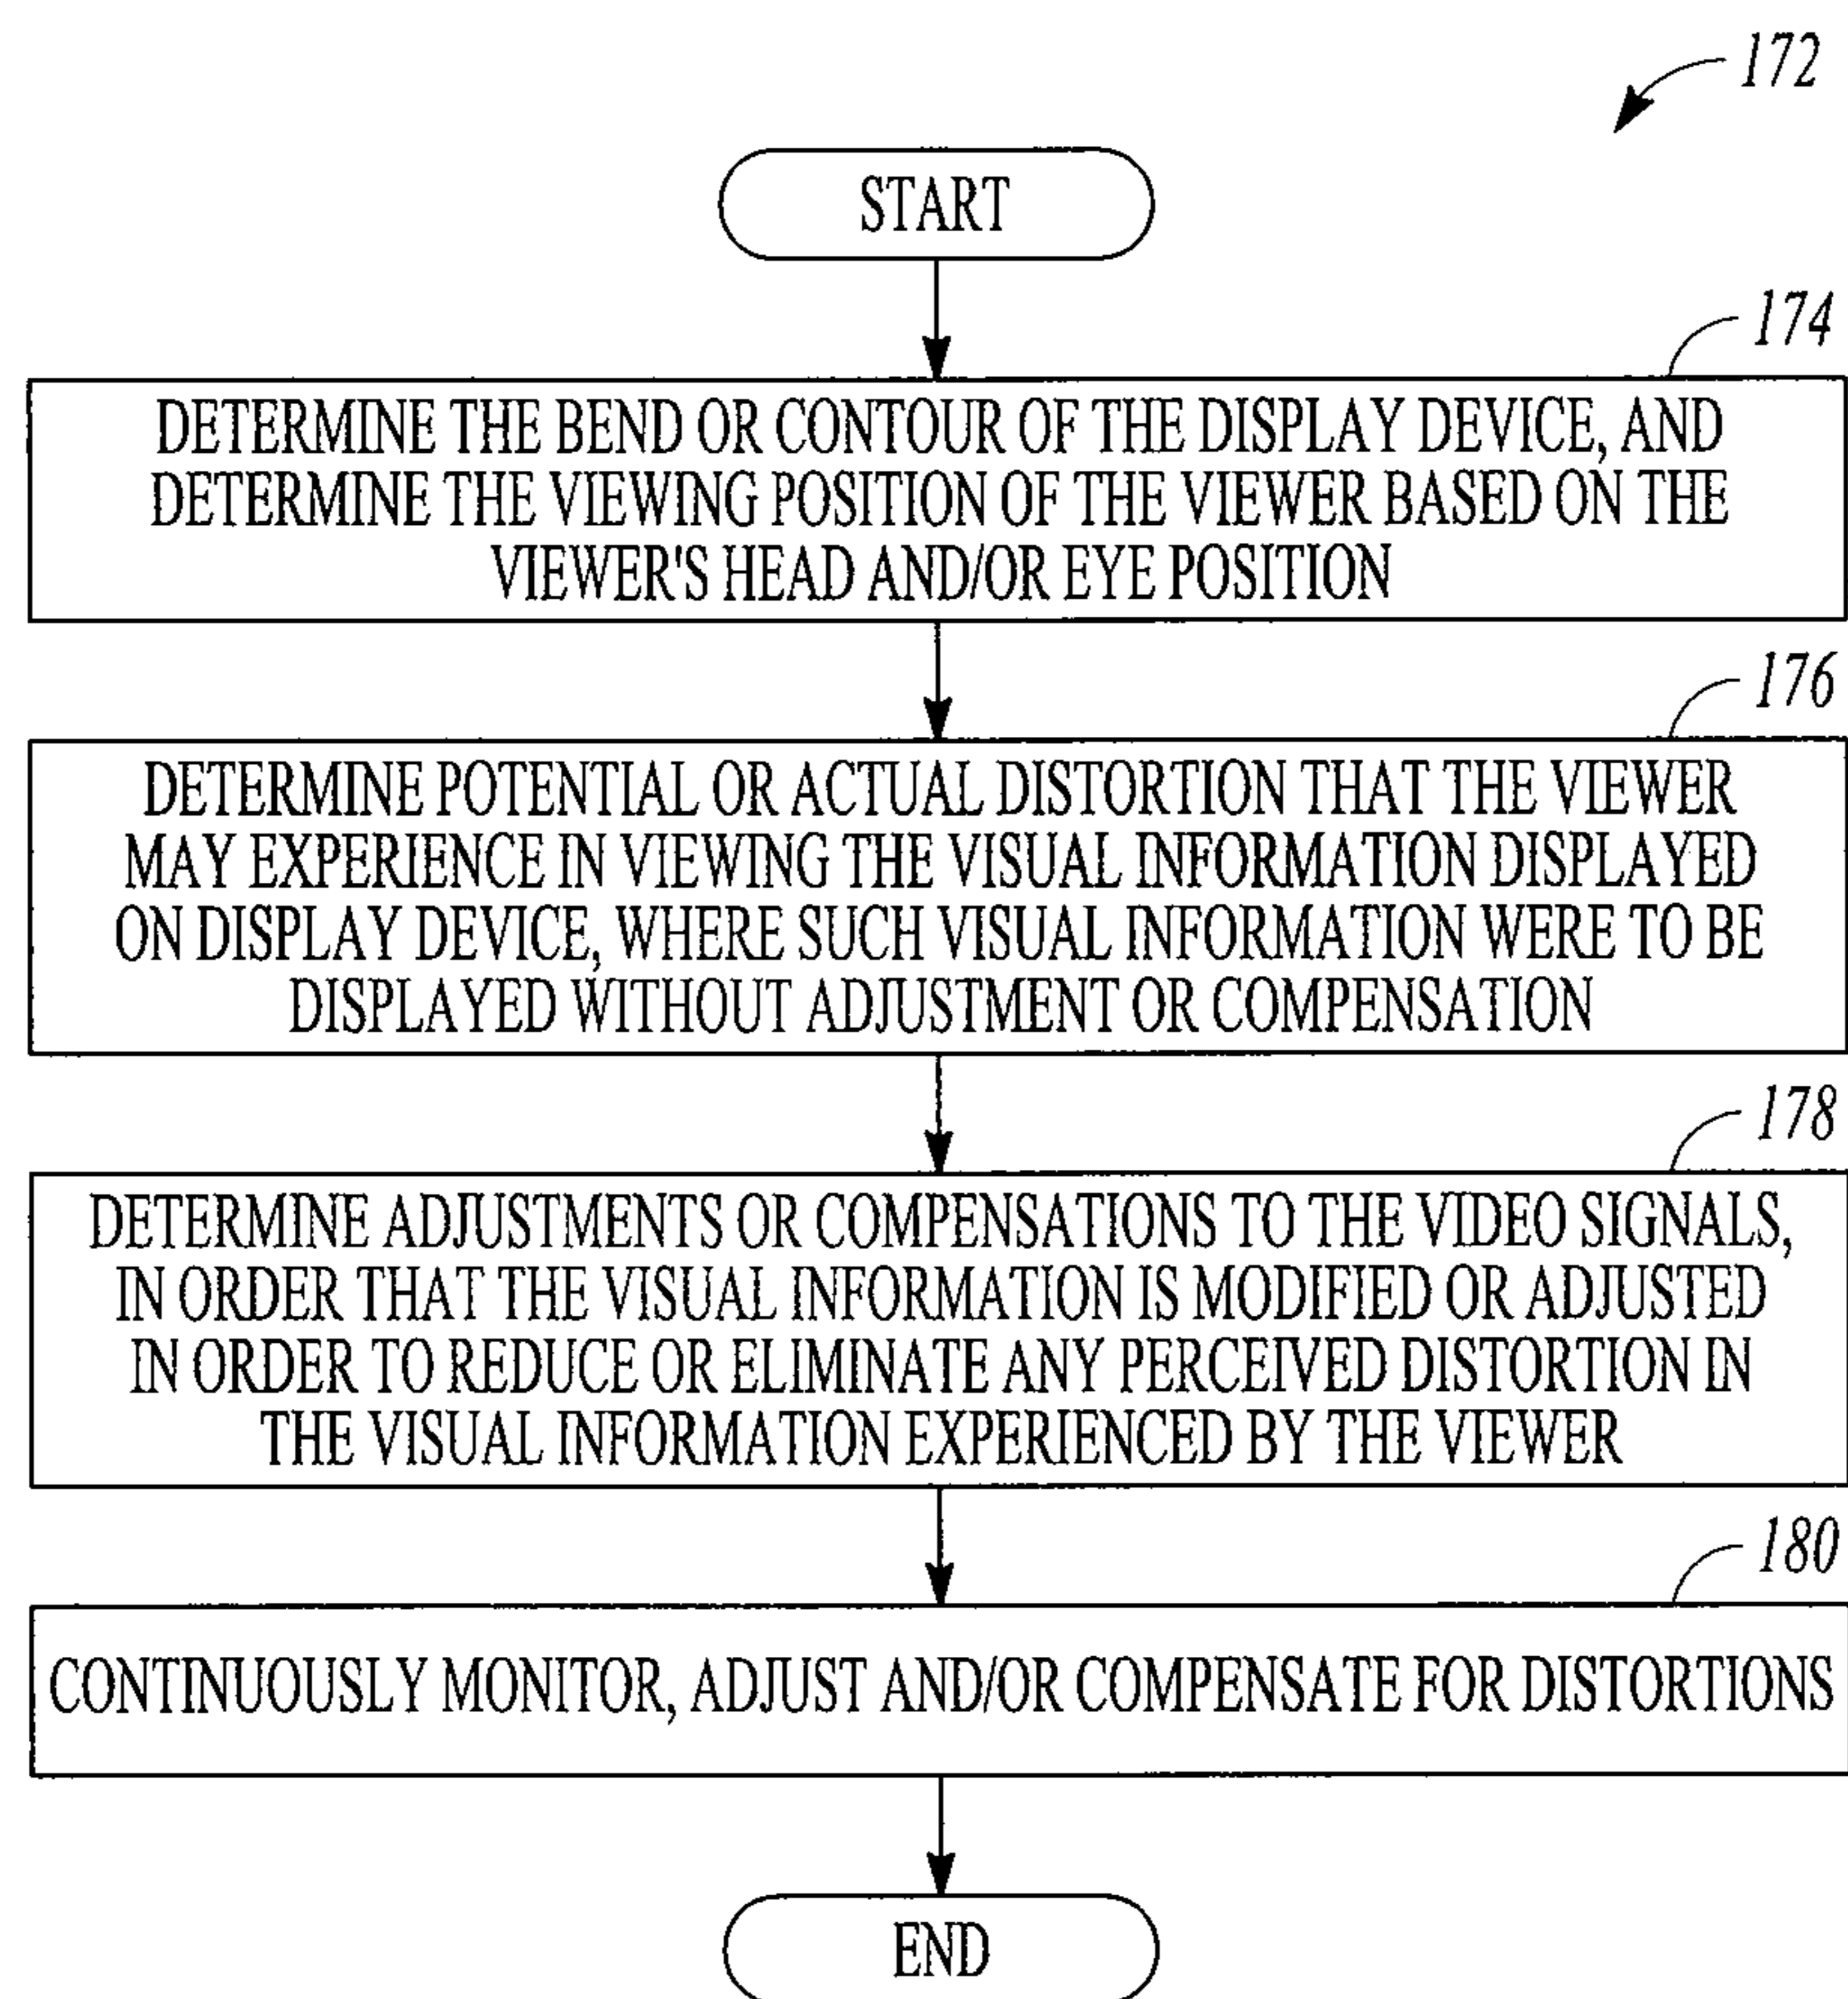 172
START
174
DETERMINE THE BEND OR CONTOUR OF THE DISPLAY DEVICE, AND
DETERMINE THE VIEWING POSITION OF THE VIEWER BASED ON THE
VIEWER'S HEAD AND/OR EYE POSITION
176
DETERMINE POTENTIAL OR ACTUAL DISTORTION THAT THE VIEWER
MAY EXPERIENCE IN VIEWING THE VISUAL INFORMATION DISPLAYED
ON DISPLAY DEVICE, WHERE SUCH VISUAL INFORMATION WERE TO BE
DISPLAYED WITHOUT ADJUSTMENT OR COMPENSATION
178
DETERMINE ADJUSTMENTS OR COMPENSATIONS TO THE VIDEO SIGNALS,
IN ORDER THAT THE VISUAL INFORMATION IS MODIFIED OR ADJUSTED
IN ORDER TO REDUCE OR ELIMINATE ANY PERCEIVED DISTORTION IN
THE VISUAL INFORMATION EXPERIENCED BY THE VIEWER
180
CONTINUOUSLY MONITOR, ADJUST AND/OR COMPENSATE FOR DISTORTIONS
END